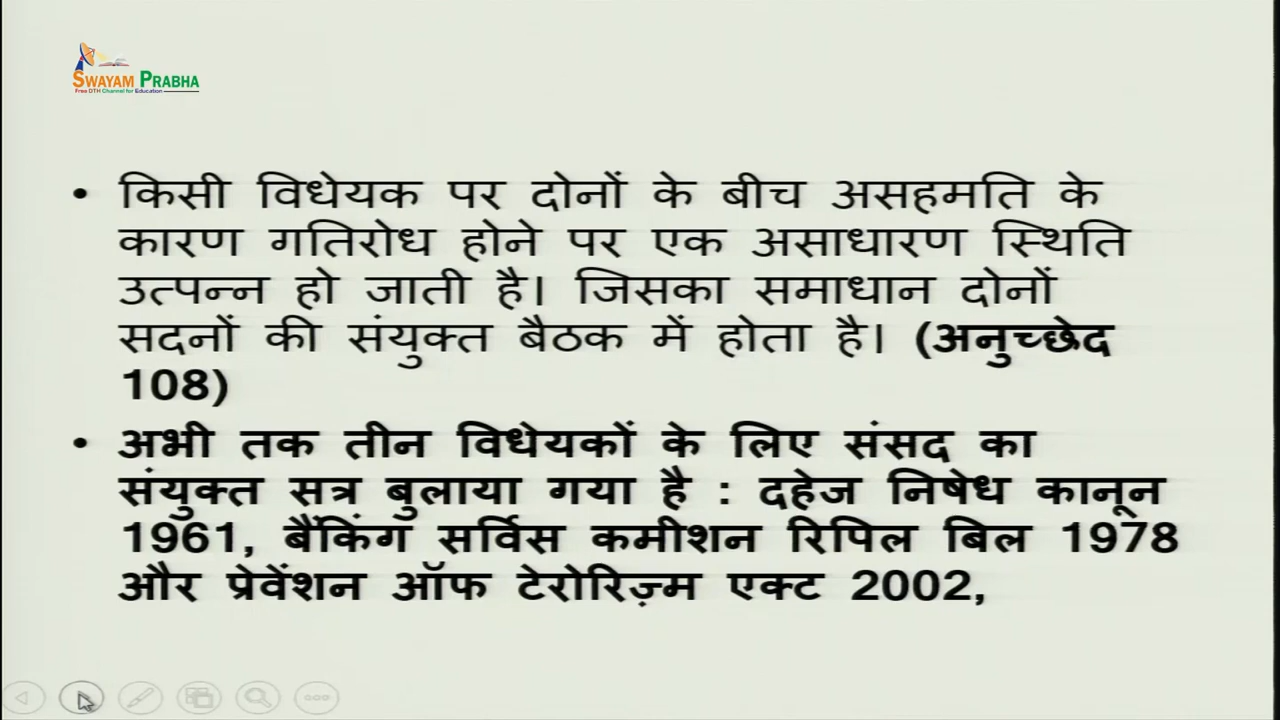 SWAYAM PRABHA
Free DTH Channel for Education
• किसी विधेयक पर दोनों के बीच असहमति के
कारण गतिरोध होने पर एक असाधारण स्थिति
उत्पन्न हो जाती है। जिसका समाधान दोनों
सदनों की संयुक्त बैठक में होता है। (अनुच्छेद
108)
• अभी तक तीन विधेयकों के लिए संसद का
संयुक्त सत्र बुलाया गया है : दहेज निषेध कानून
1961, बैंकिंग सर्विस कमीशन रिपिल बिल 1978
और प्रेवेंशन ऑफ टेरोरिज़्म एक्ट 2002,